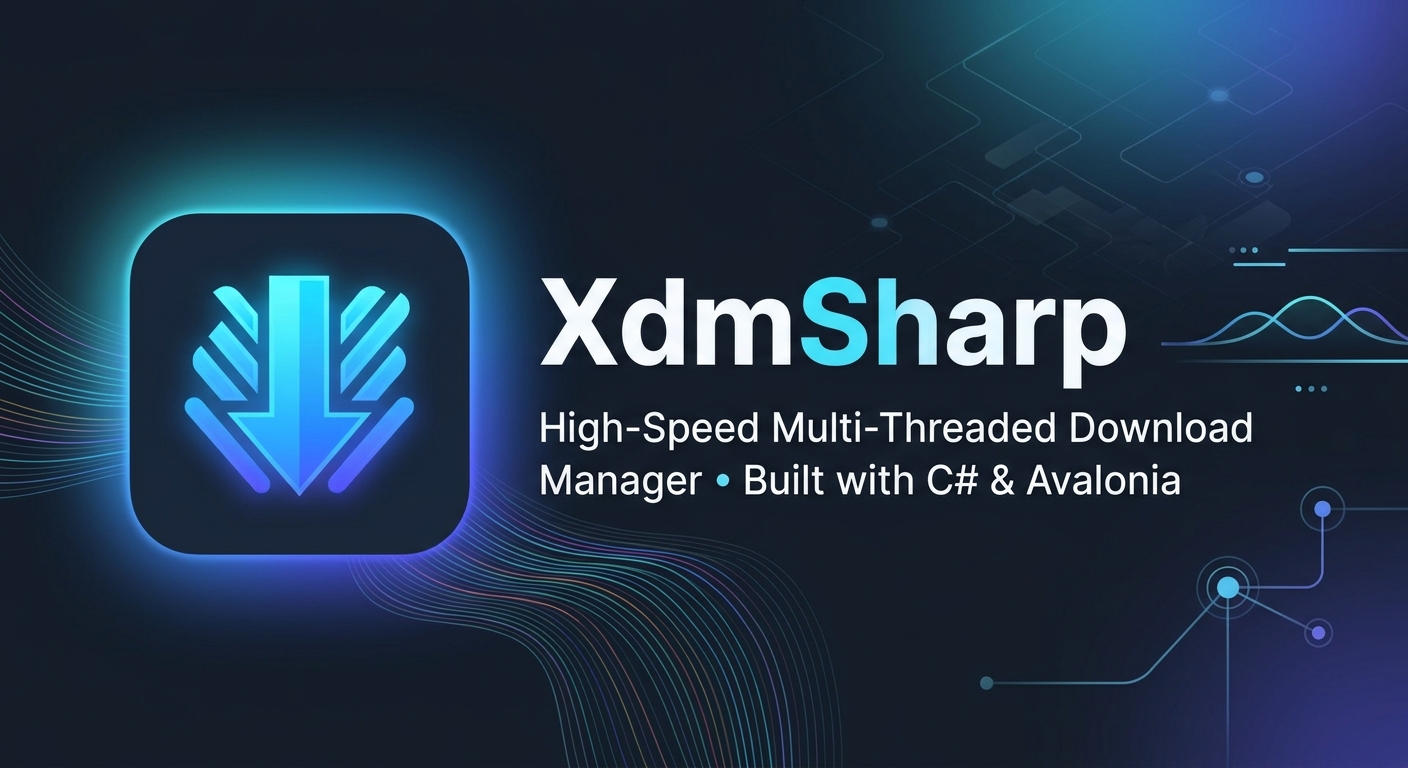 XdmSharp
High-Speed Multi-Threaded Download
Manager • Built with C# & Avalonia